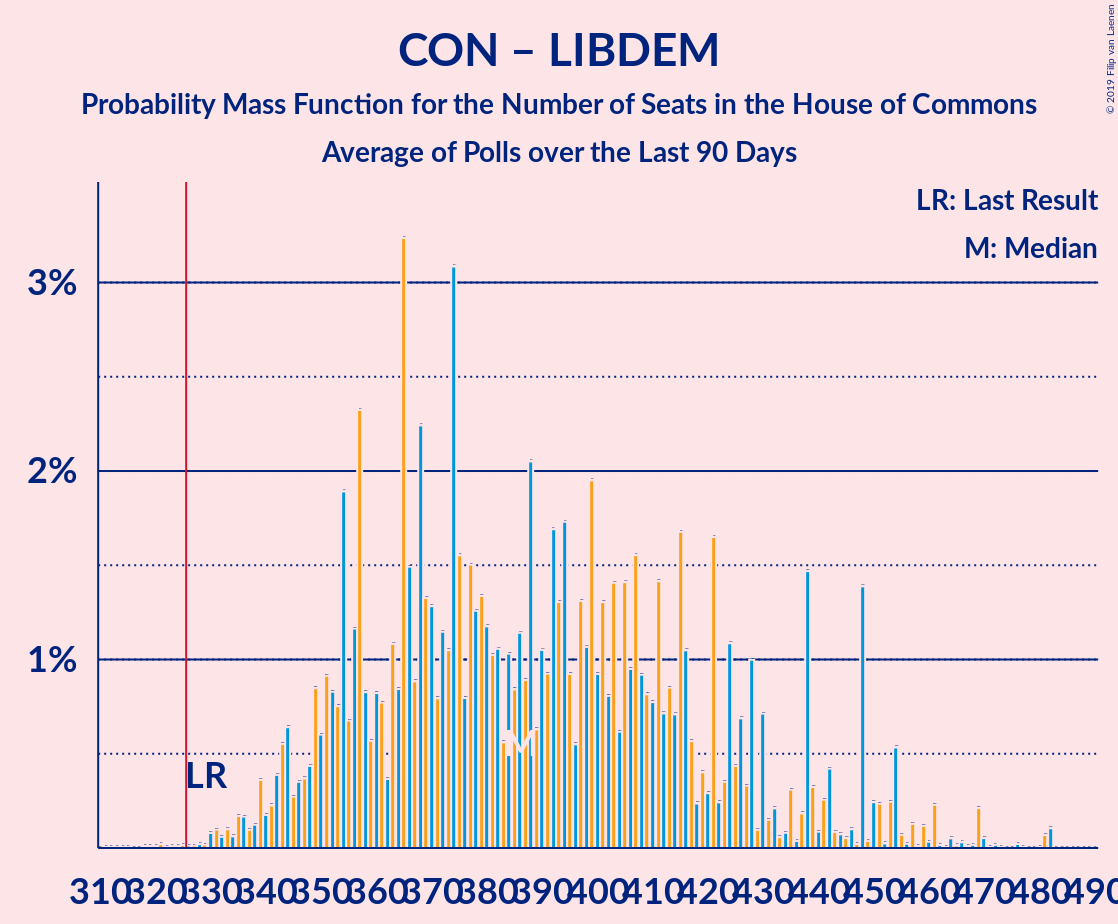 CON – LIBDEM
Probability Mass Function for the Number of Seats in the House of Commons
Average of Polls over the Last 90 Days
© 2019 Filip van Laenen
LR: Last Result
M: Median
3%
2%
1%
LR
M
310 320 330 340 350 360 370 380 390 400 410 420 430 440 450 460 470 480 490